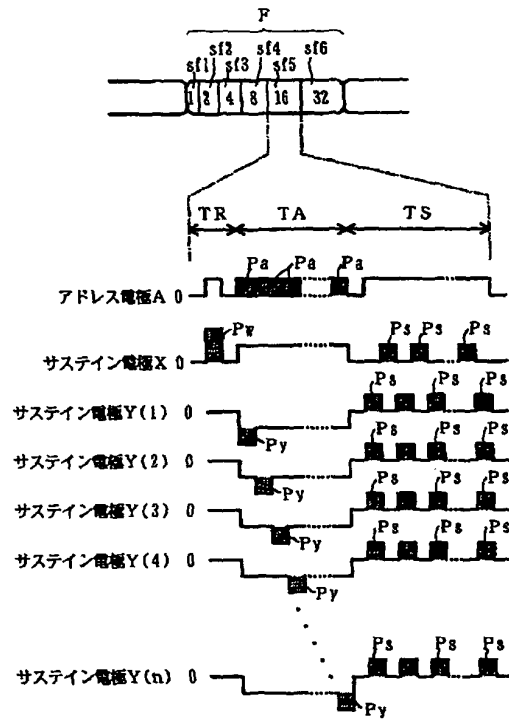 F
sf1 sf2 sf3 sf4 sf5 sf6
1 2 4 8 16 32
TR TA TS
アドレス電極A 0 Pa Pa Pa
サステイン電極X 0 Pw Ps Ps Ps
サステイン電極Y(1) 0 Py Ps Ps Ps
サステイン電極Y(2) 0 Py Ps Ps Ps
サステイン電極Y(3) 0 Py Ps Ps Ps
サステイン電極Y(4) 0 Py Ps Ps Ps
サステイン電極Y(n) 0 Py Ps Ps Ps